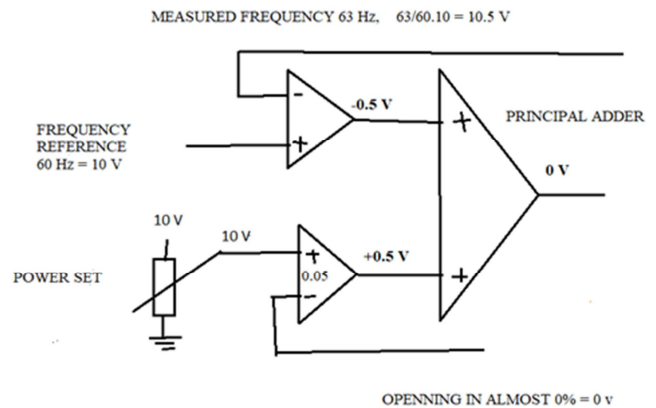 MEASURED FREQUENCY 63 Hz, 63/60.10 = 10.5 V
-
-0.5 V
+
PRINCIPAL ADDER
FREQUENCY
REFERENCE
60 Hz = 10 V
+
0 V
10 V
10 V
+
+0.5 V
+
POWER SET
0.05
-
OPENNING IN ALMOST 0% = 0 v